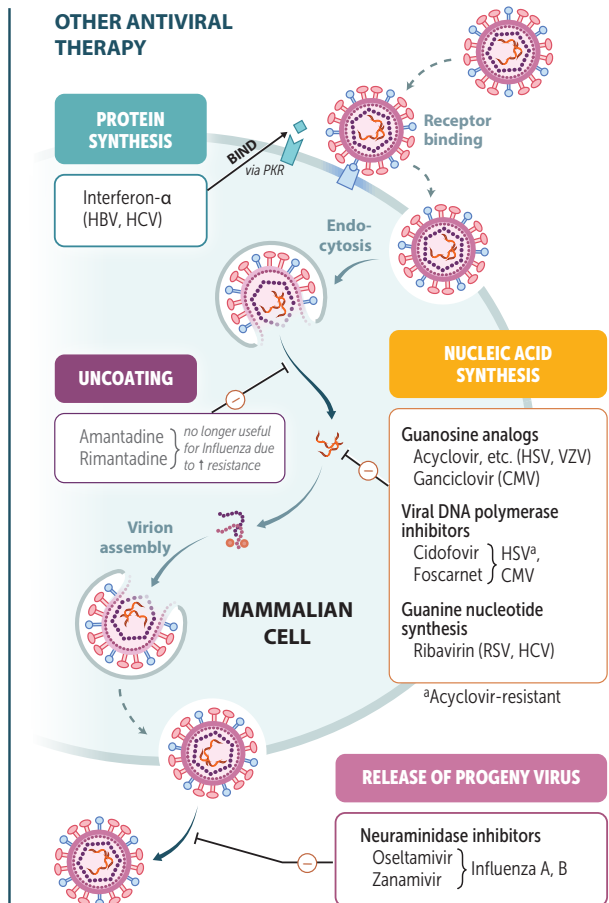 OTHER ANTIVIRAL
THERAPY
PROTEIN
SYNTHESIS
Interferon-α
(HBV, HCV)
BIND
via PKR
Receptor
binding
Endo-
cytosis
UNCOATING
Amantadine
Rimantadine
no longer useful
for Influenza due
to ↑ resistance
−
NUCLEIC ACID
SYNTHESIS
Guanosine analogs
Acyclovir, etc. (HSV, VZV)
Ganciclovir (CMV)
Viral DNA polymerase
inhibitors
Cidofovir
Foscarnet
HSVᵃ,
CMV
Guanine nucleotide
synthesis
Ribavirin (RSV, HCV)
ᵃAcyclovir-resistant
−
Virion
assembly
MAMMALIAN
CELL
RELEASE OF PROGENY VIRUS
Neuraminidase inhibitors
Oseltamivir
Zanamivir
Influenza A, B
−